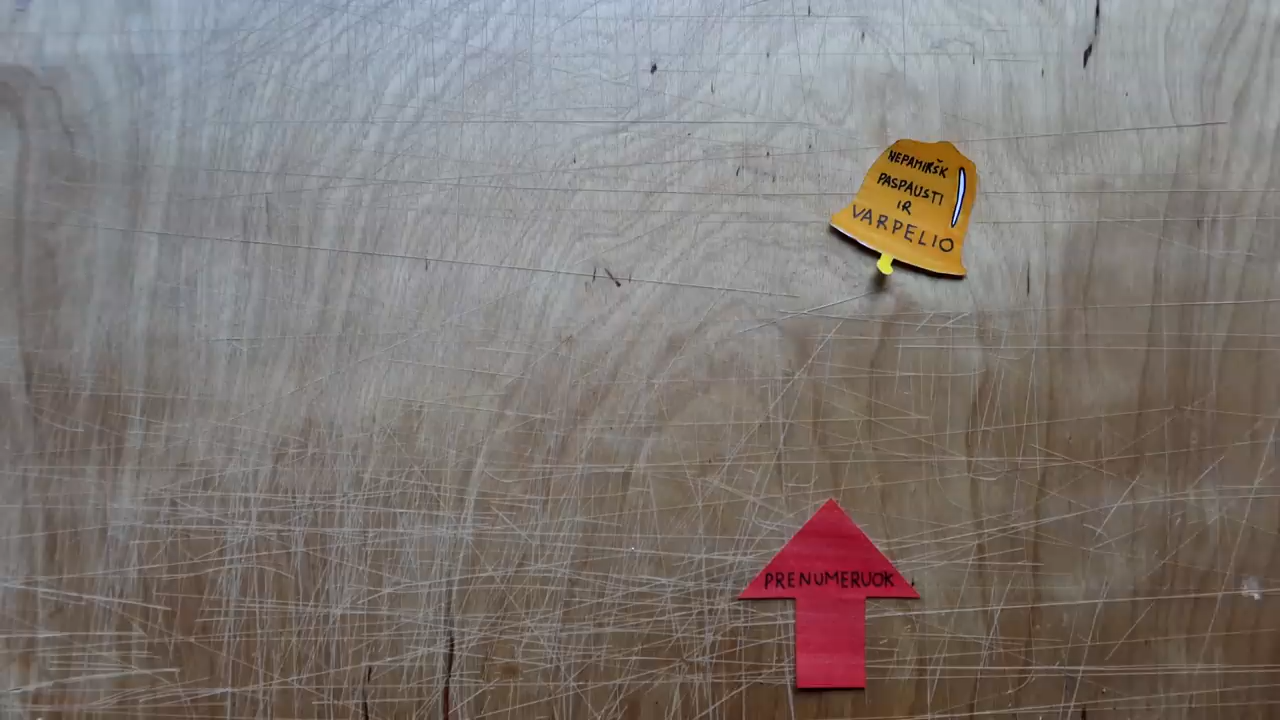 NEPAMIRŠK
PASPAUSTI
IR
VARPELIO
PRENUMERUOK